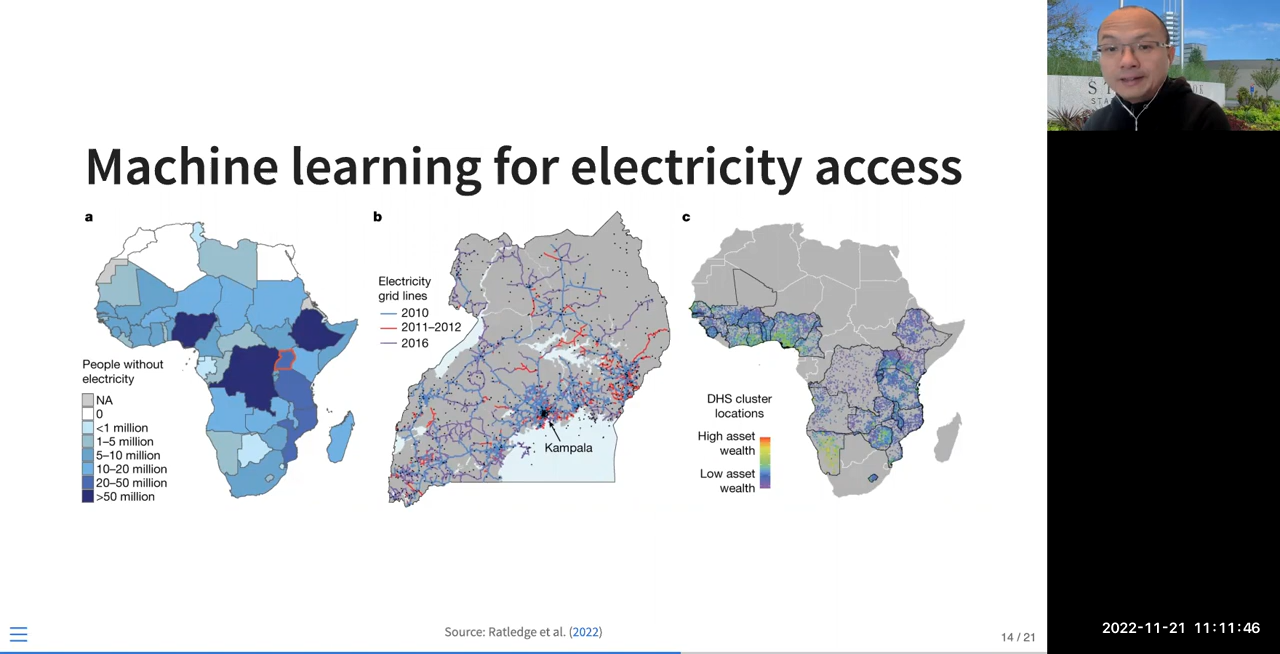 Machine learning for electricity access
a
People without
electricity
NA
0
<1 million
1–5 million
5–10 million
10–20 million
20–50 million
>50 million
b
Electricity
grid lines
2010
2011–2012
2016
Kampala
c
DHS cluster
locations
High asset
wealth
Low asset
wealth
Source: Ratledge et al. (2022)
14 / 21
2022-11-21 11:11:46